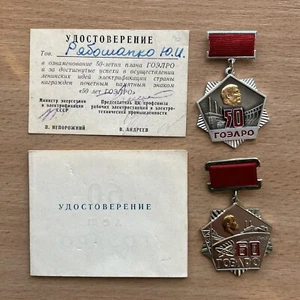 УДОСТОВЕРЕНИЕ
Тов. Рябошапко Ю.И.
в ознаменование 50-летия плана ГОЭЛРО
и за достигнутые успехи в осуществлении
ленинских идей электрификации страны
награжден почетным памятным знаком
«50 лет ГОЭЛРО».
Министр энергетики
и электрификации
СССР
П. НЕПОРОЖНИЙ
Председатель ЦК профсоюза
рабочих электростанций и электро-
технической промышленности
Н. АНДРЕЕВ
50
ГОЭЛРО
УДОСТОВЕРЕНИЕ
60
ГОЭЛРО